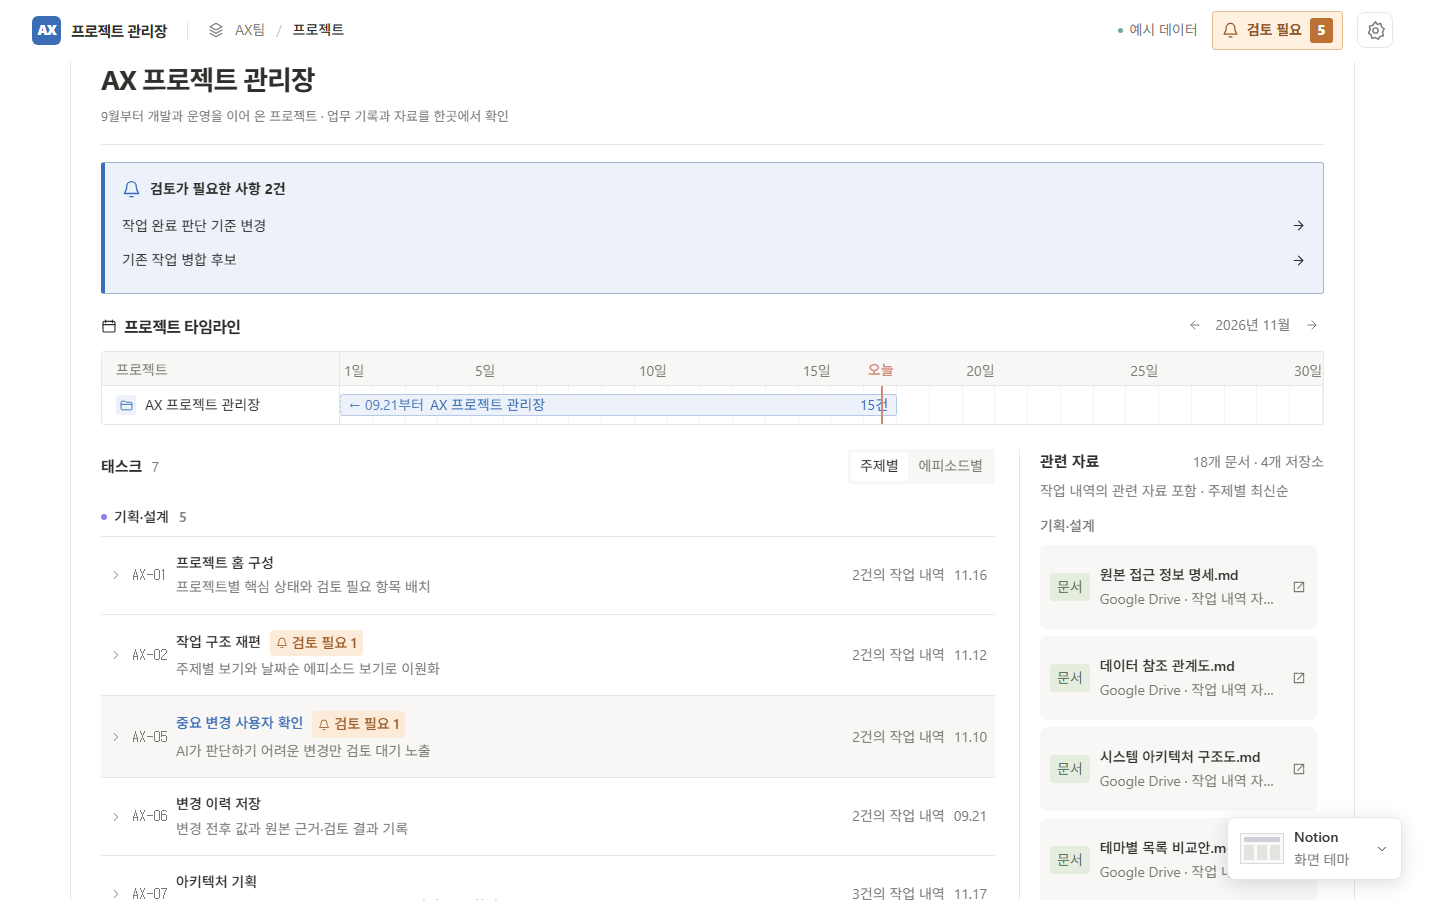 AX 프로젝트 관리장 AX팀 / 프로젝트 예시 데이터 검토 필요 5
AX 프로젝트 관리장
9월부터 개발과 운영을 이어 온 프로젝트 · 업무 기록과 자료를 한곳에서 확인
검토가 필요한 사항 2건
작업 완료 판단 기준 변경 →
기존 작업 병합 후보 →
프로젝트 타임라인 ← 2026년 11월 →
프로젝트 1일 5일 10일 15일 오늘 20일 25일 30일
AX 프로젝트 관리장 ← 09.21부터 AX 프로젝트 관리장 15건
태스크 7 주제별 에피소드별
기획·설계 5
AX-01 프로젝트 홈 구성
프로젝트별 핵심 상태와 검토 필요 항목 배치
2건의 작업 내역 11.16
AX-02 작업 구조 재편 검토 필요 1
주제별 보기와 날짜순 에피소드 보기로 이원화
2건의 작업 내역 11.12
AX-05 중요 변경 사용자 확인 검토 필요 1
AI가 판단하기 어려운 변경만 검토 대기 노출
2건의 작업 내역 11.10
AX-06 변경 이력 저장
변경 전후 값과 원본 근거·검토 결과 기록
2건의 작업 내역 09.21
AX-07 아키텍처 기획
3건의 작업 내역 11.17
관련 자료 18개 문서 · 4개 저장소
작업 내역의 관련 자료 포함 · 주제별 최신순
기획·설계
문서 원본 접근 정보 명세.md
Google Drive · 작업 내역 자...
문서 데이터 참조 관계도.md
Google Drive · 작업 내역 자...
문서 시스템 아키텍처 구조도.md
Google Drive · 작업 내역 자...
문서 테마별 목록 비교안.m
Google Drive · 작업
Notion
화면 테마